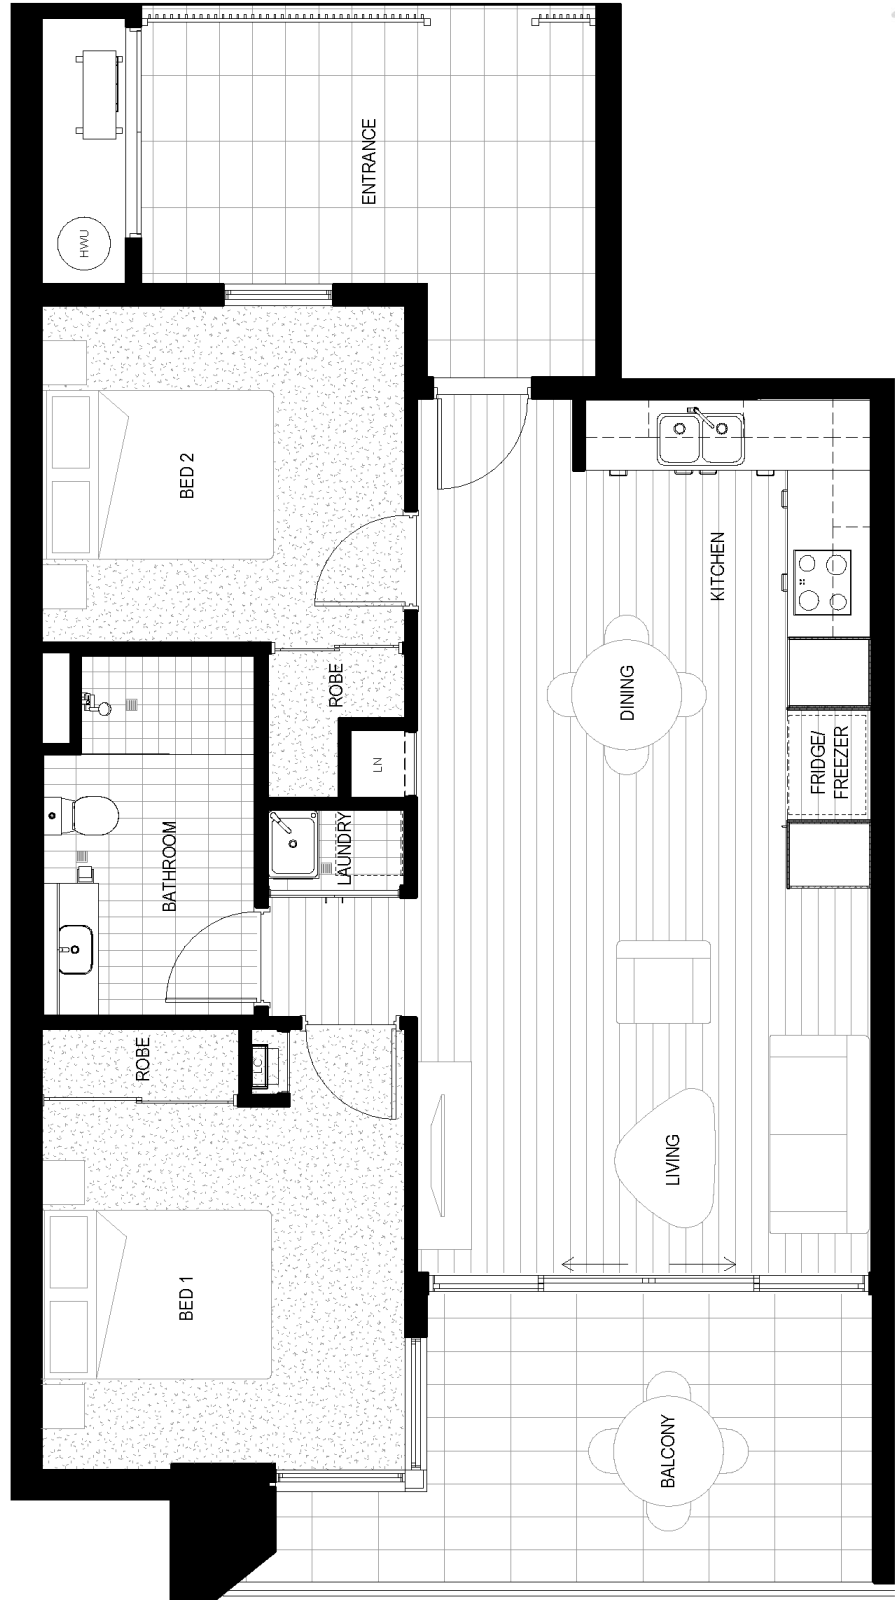 ENTRANCE
HWU
BED 2
KITCHEN
ROBE
DINING
LN
FRIDGE/
FREEZER
LAUNDRY
BATHROOM
ROBE
LC
LIVING
BED 1
BALCONY